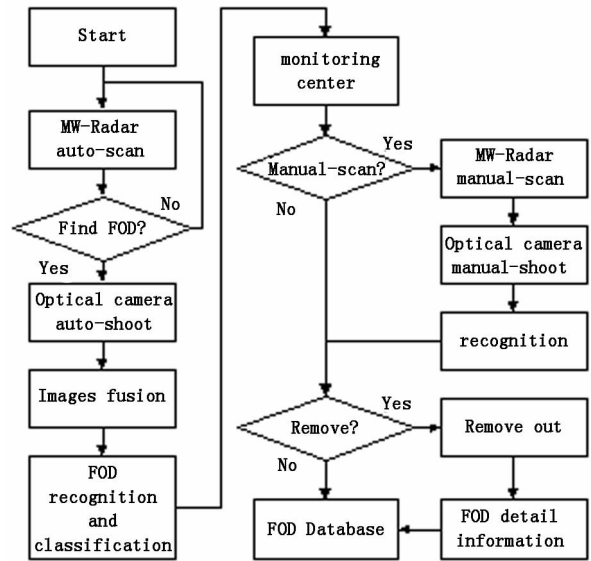 Start
MW-Radar
auto-scan
No
Find FOD?
Yes
Optical camera
auto-shoot
Images fusion
FOD
recognition
and
classification
monitoring
center
Yes
Manual-scan?
No
MW-Radar
manual-scan
Optical camera
manual-shoot
recognition
Yes
Remove?
No
Remove out
FOD Database
FOD detail
information